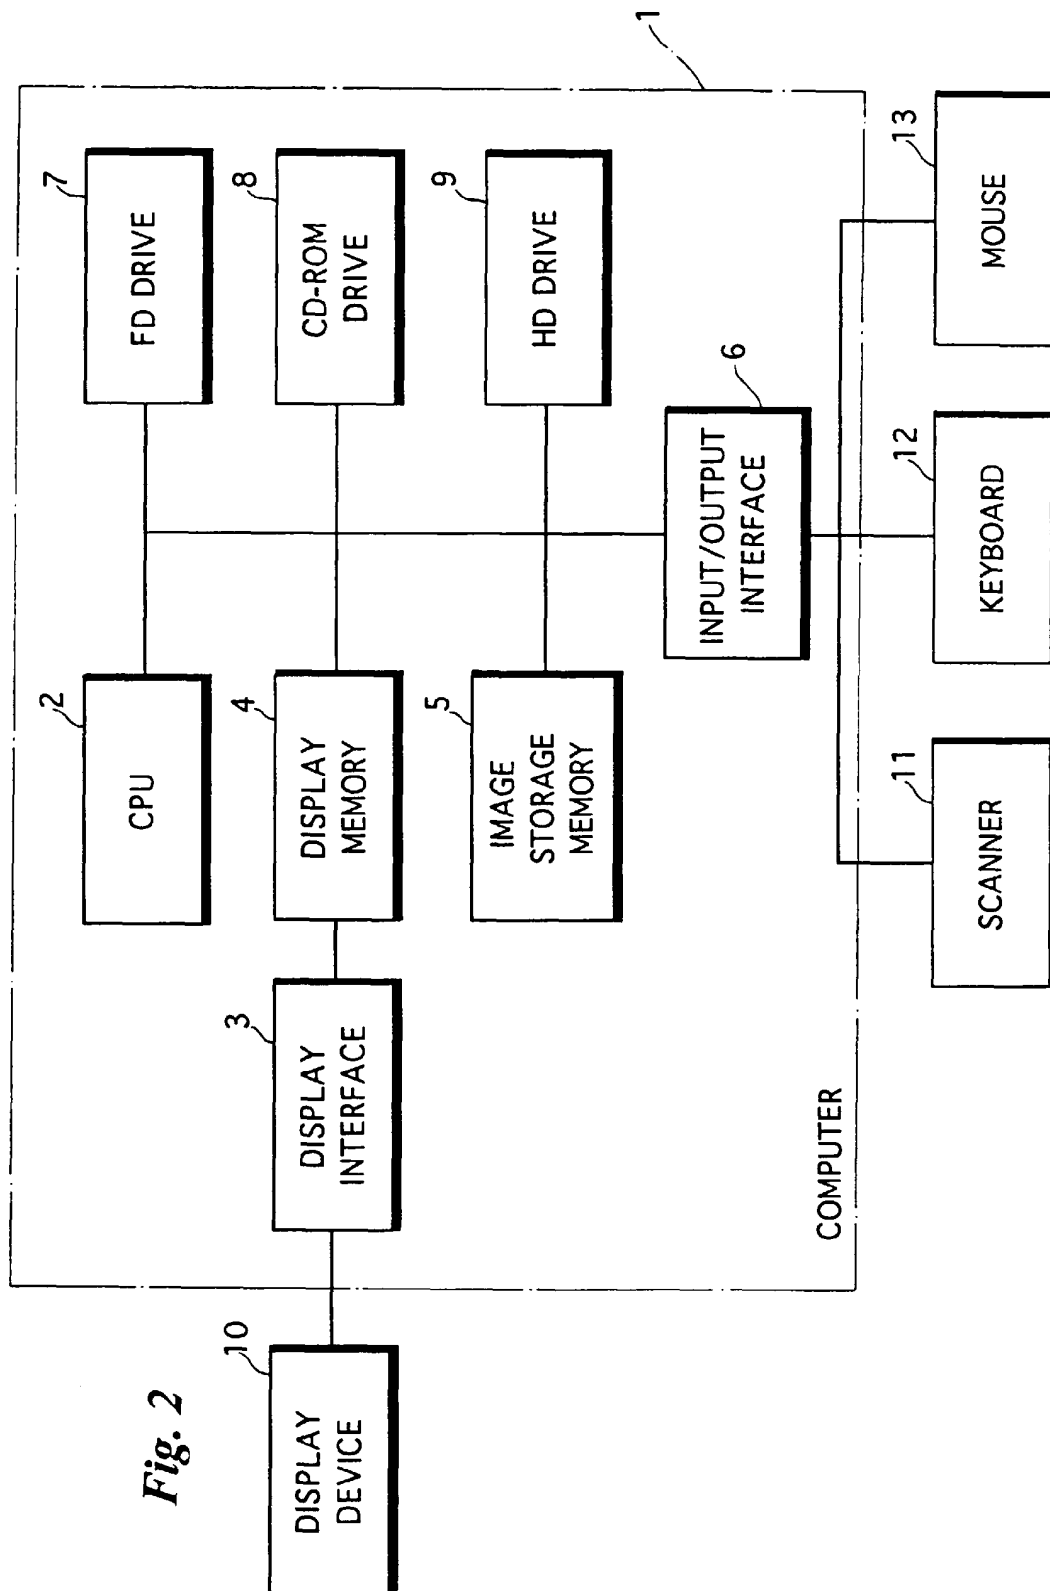 Fig. 2
1
2
CPU
7
FD DRIVE
10
DISPLAY
DEVICE
3
DISPLAY
INTERFACE
4
DISPLAY
MEMORY
8
CD-ROM
DRIVE
5
IMAGE
STORAGE
MEMORY
9
HD DRIVE
6
INPUT/OUTPUT
INTERFACE
COMPUTER
11
SCANNER
12
KEYBOARD
13
MOUSE